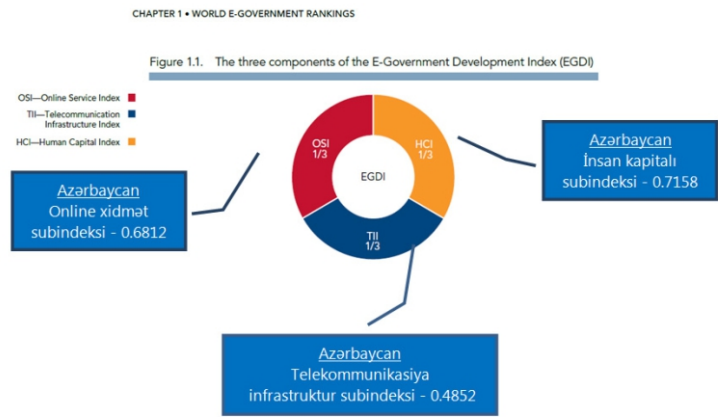 CHAPTER 1 • WORLD E-GOVERNMENT RANKINGS
Figure 1.1. The three components of the E-Government Development Index (EGDI)
OSI—Online Service Index
TII—Telecommunication
Infrastructure Index
HCI—Human Capital Index
OSI
1/3
HCI
1/3
EGDI
TII
1/3
Azərbaycan
İnsan kapitalı
subindeksi - 0.7158
Azərbaycan
Online xidmət
subindeksi - 0.6812
Azərbaycan
Telekommunikasiya
infrastruktur subindeksi - 0.4852